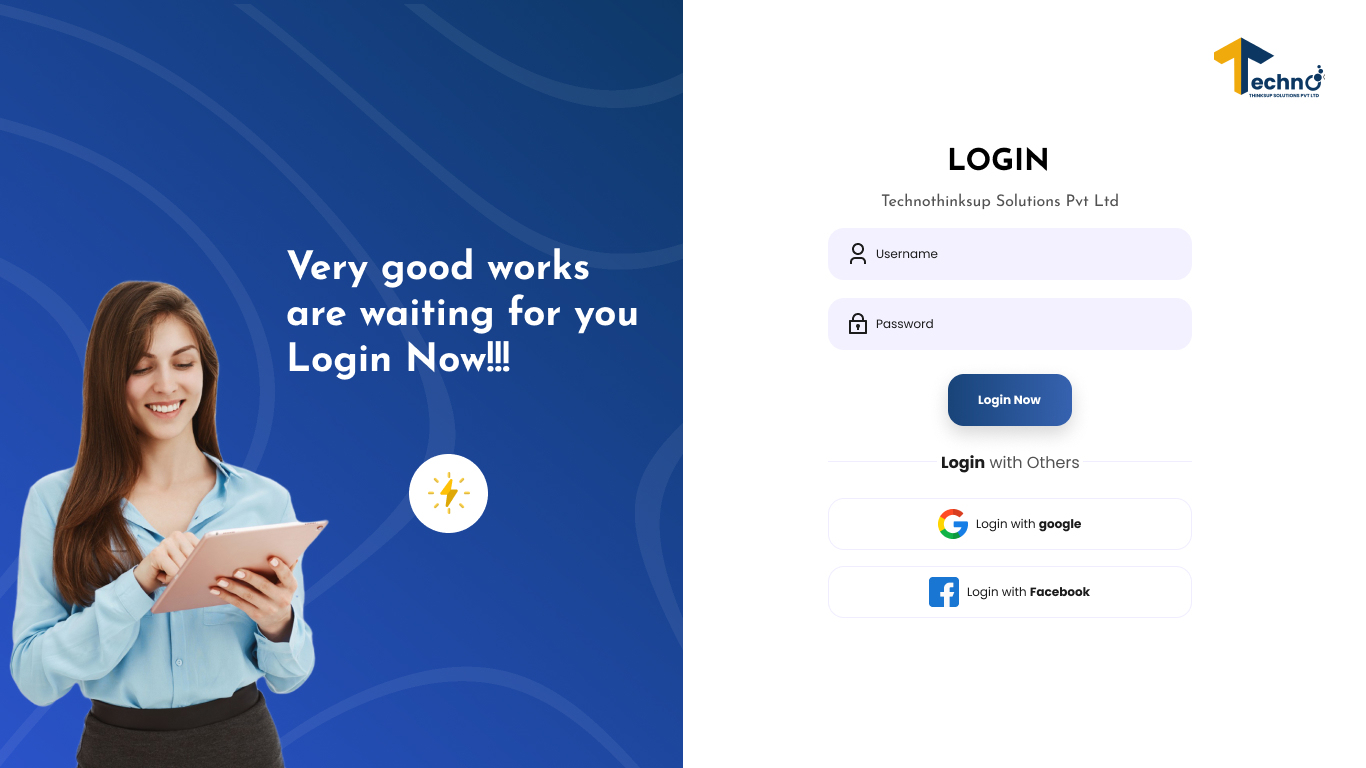 Very good works
are waiting for you
Login Now!!!
Techno
THINKSUP SOLUTIONS PVT LTD
LOGIN
Technothinksup Solutions Pvt Ltd
Username
Password
Login Now
Login with Others
Login with google
Login with Facebook